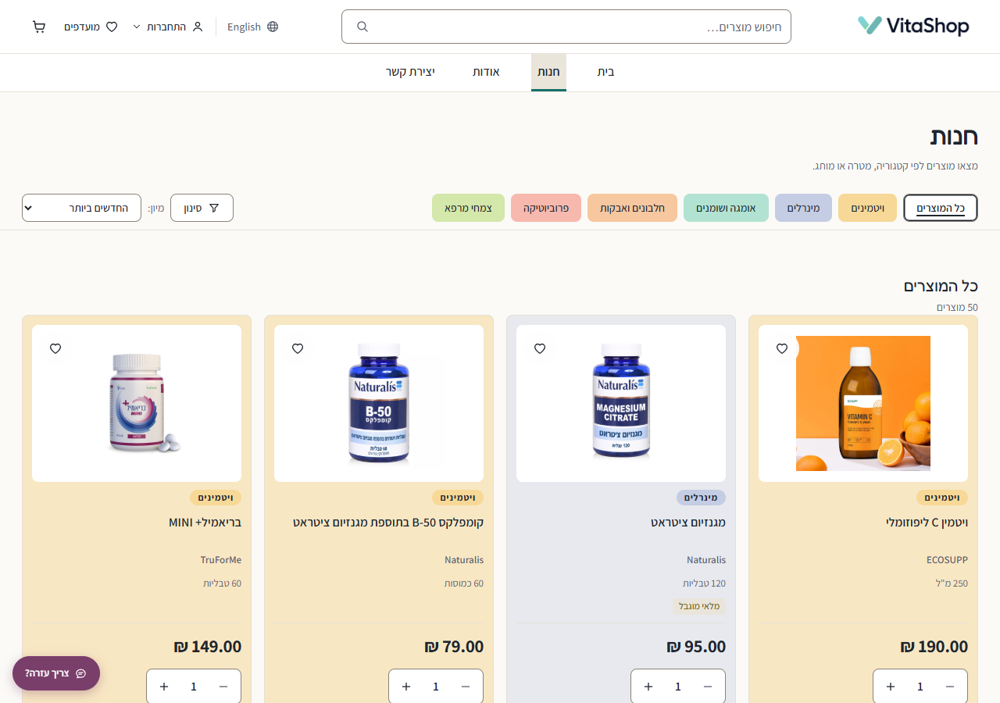 VitaShop
חיפוש מוצרים...
English
התחברות
מועדפים
בית
חנות
אודות
יצירת קשר
חנות
מצאו מוצרים לפי קטגוריה, מטרה או מותג.
כל המוצרים
ויטמינים
מינרלים
אומגה ושומנים
חלבונים ואבקות
פרוביוטיקה
צמחי מרפא
סינון
מיון:
החדשים ביותר
כל המוצרים
50 מוצרים
VITAMIN C
ויטמינים
ויטמין C ליפוזומלי
ECOSUPP
250 מ"ל
190.00 ₪
1
Naturalis
MAGNESIUM
CITRATE
מגנזיום ציטראט
120 טבליות
מינרלים
מגנזיום ציטראט
Naturalis
120 טבליות
מלאי מוגבל
95.00 ₪
1
Naturalis
B-50
קומפלקס
60 טבליות
ויטמינים
קומפלקס B-50 בתוספת מגנזיום ציטראט
Naturalis
60 כמוסות
79.00 ₪
1
בריאמיל+
MINI
ויטמינים
בריאמיל+ MINI
TruForMe
60 טבליות
149.00 ₪
1
צריך עזרה?